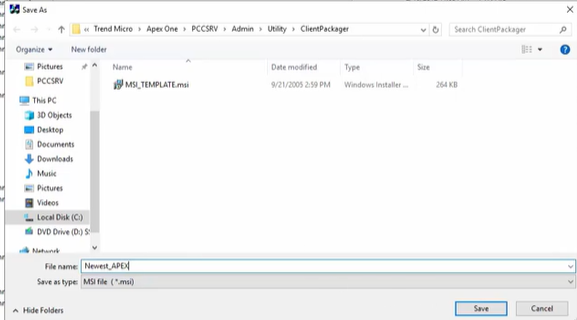 Save As
« Trend Micro > Apex One > PCCSRV > Admin > Utility > ClientPackager
Search ClientPackager
Organize New folder
Name Date modified Type Size
MSI_TEMPLATE.msi 9/21/2005 2:59 PM Windows Installer ... 264 KB
Pictures
PCCSRV
This PC
3D Objects
Desktop
Documents
Downloads
Music
Pictures
Videos
Local Disk (C:)
DVD Drive (D:) S
Network
File name: Newest_APEX
Save as type: MSI file (*.msi)
Hide Folders
Save Cancel